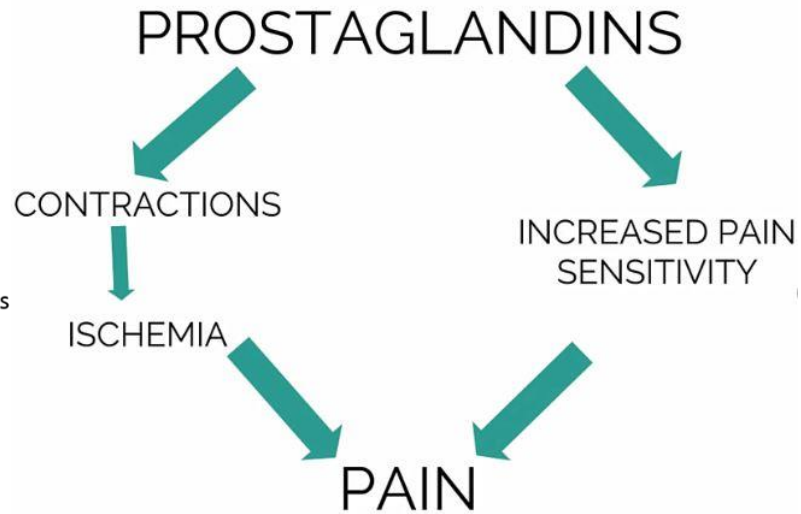 PROSTAGLANDINS
CONTRACTIONS
INCREASED PAIN
SENSITIVITY
s
ISCHEMIA
PAIN